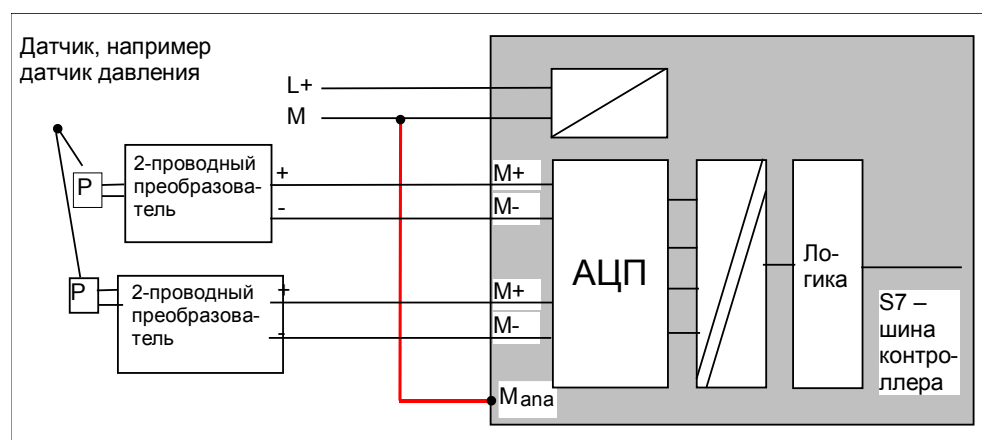 Датчик, например
датчик давления
L+
M
2-проводный
преобразова-
тель
P
+
-
M+
M-
2-проводный
преобразова-
тель
P
+
-
M+
M-
АЦП
Ло-
гика
S7 –
шина
контро-
ллера
Mana